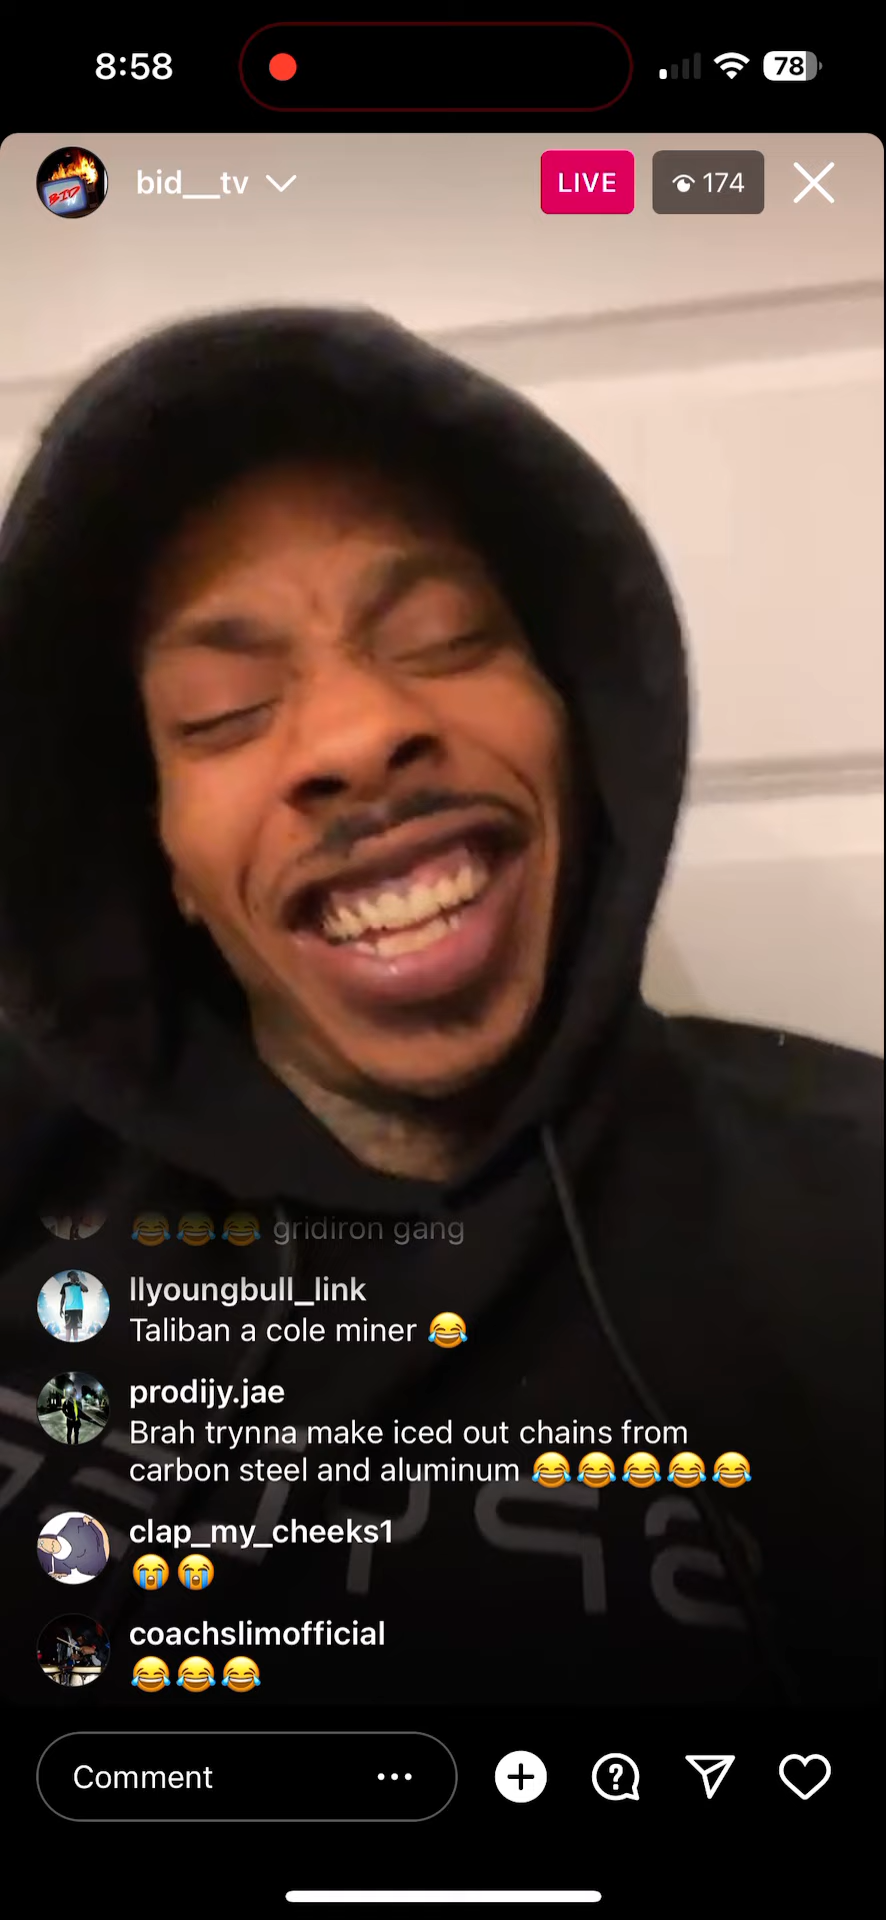 8:58
78
bid__tv
LIVE
174
😂😂😂 gridiron gang
llyoungbull_link
Taliban a cole miner 😂
prodijy.jae
Brah trynna make iced out chains from
carbon steel and aluminum 😂😂😂😂😂
clap_my_cheeks1
😭😭
coachslimofficial
😂😂😂
Comment